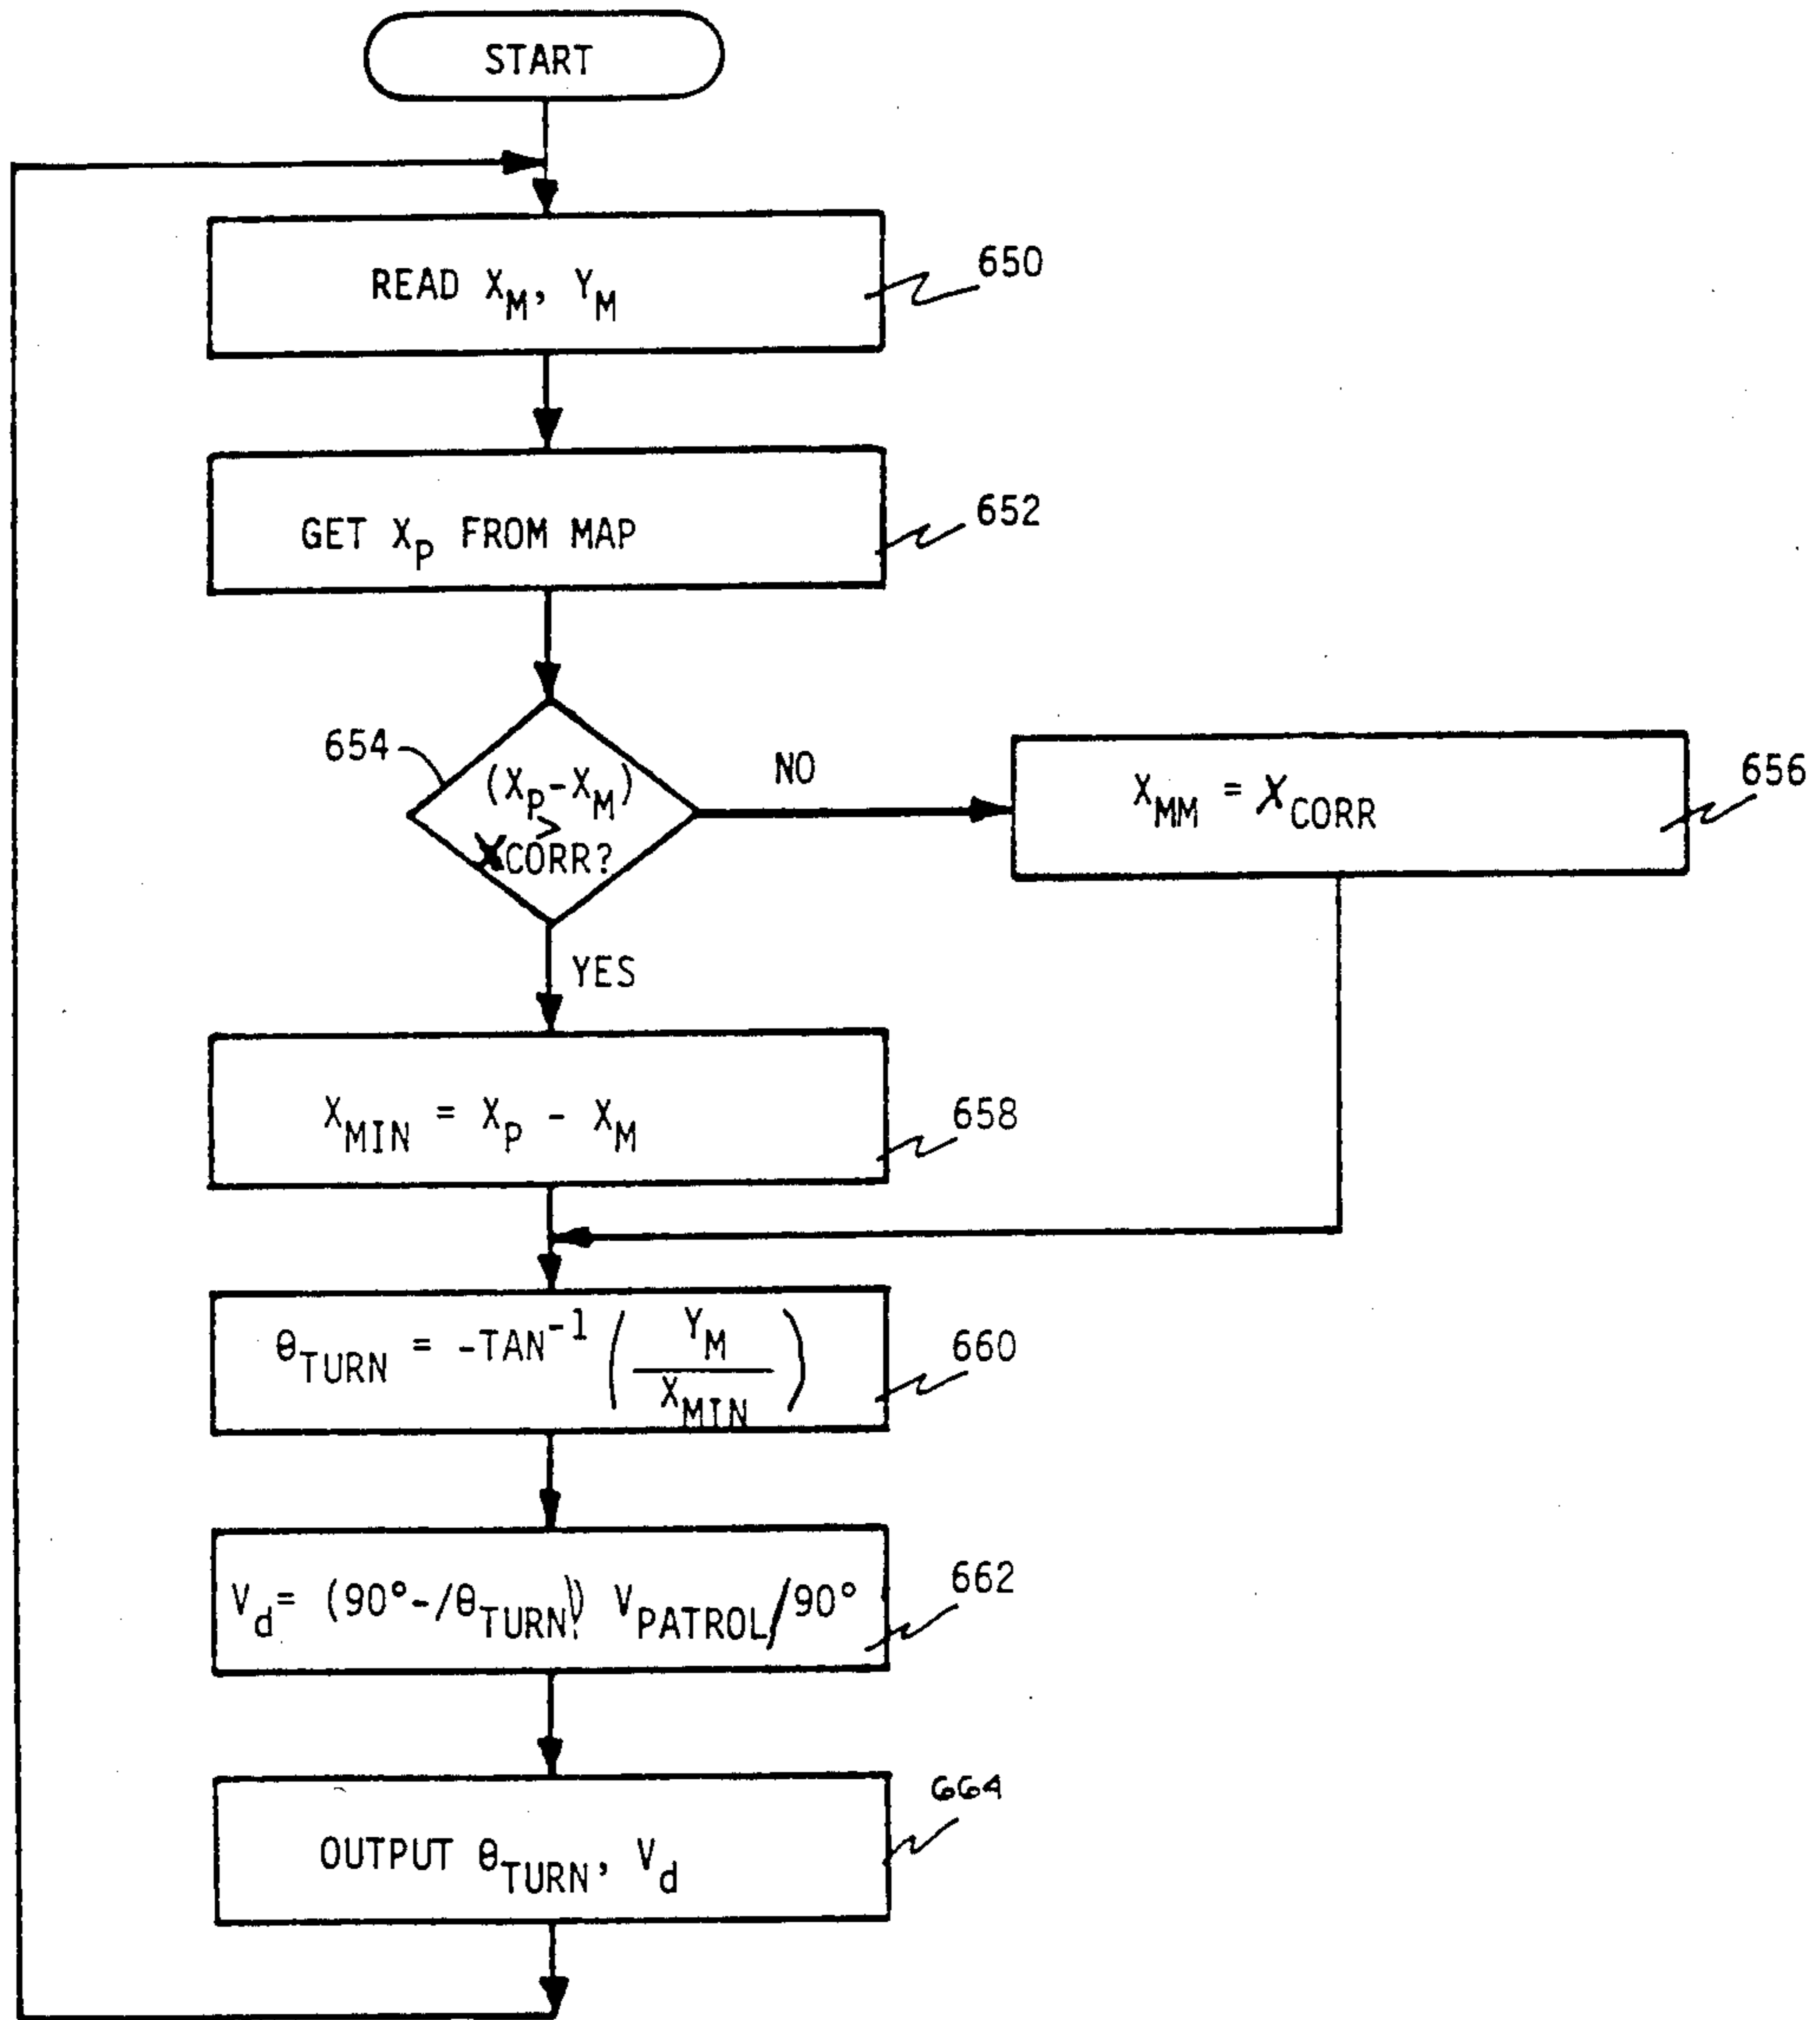 START
READ X_M, Y_M
650
GET X_P FROM MAP
652
654
(X_P-X_M)
>
X_CORR?
NO
X_MM = X_CORR
656
YES
X_MIN = X_P - X_M
658
θ_TURN = -TAN^-1 (Y_M / X_MIN)
660
V_d= (90°-/θ_TURN)) V_PATROL/90°
662
OUTPUT θ_TURN, V_d
664